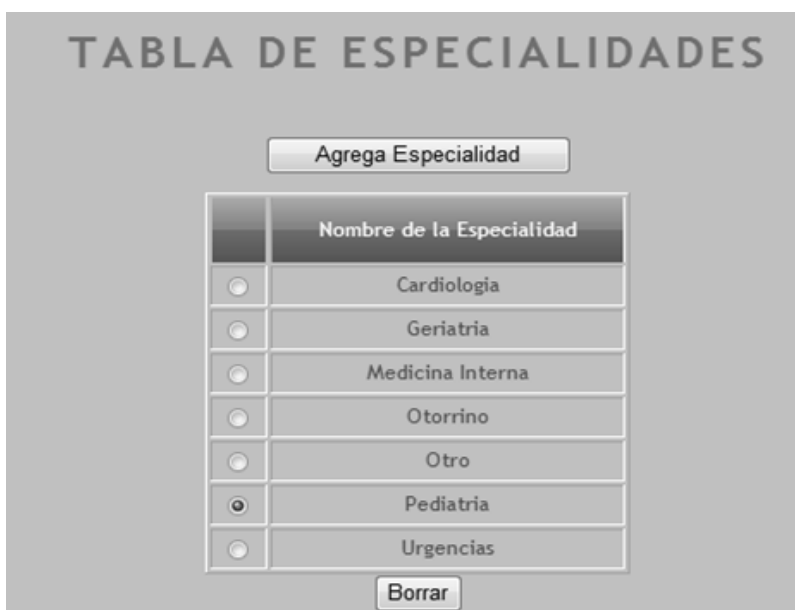 TABLA DE ESPECIALIDADES
Agrega Especialidad
Nombre de la Especialidad
Cardiologia
Geriatria
Medicina Interna
Otorrino
Otro
Pediatria
Urgencias
Borrar